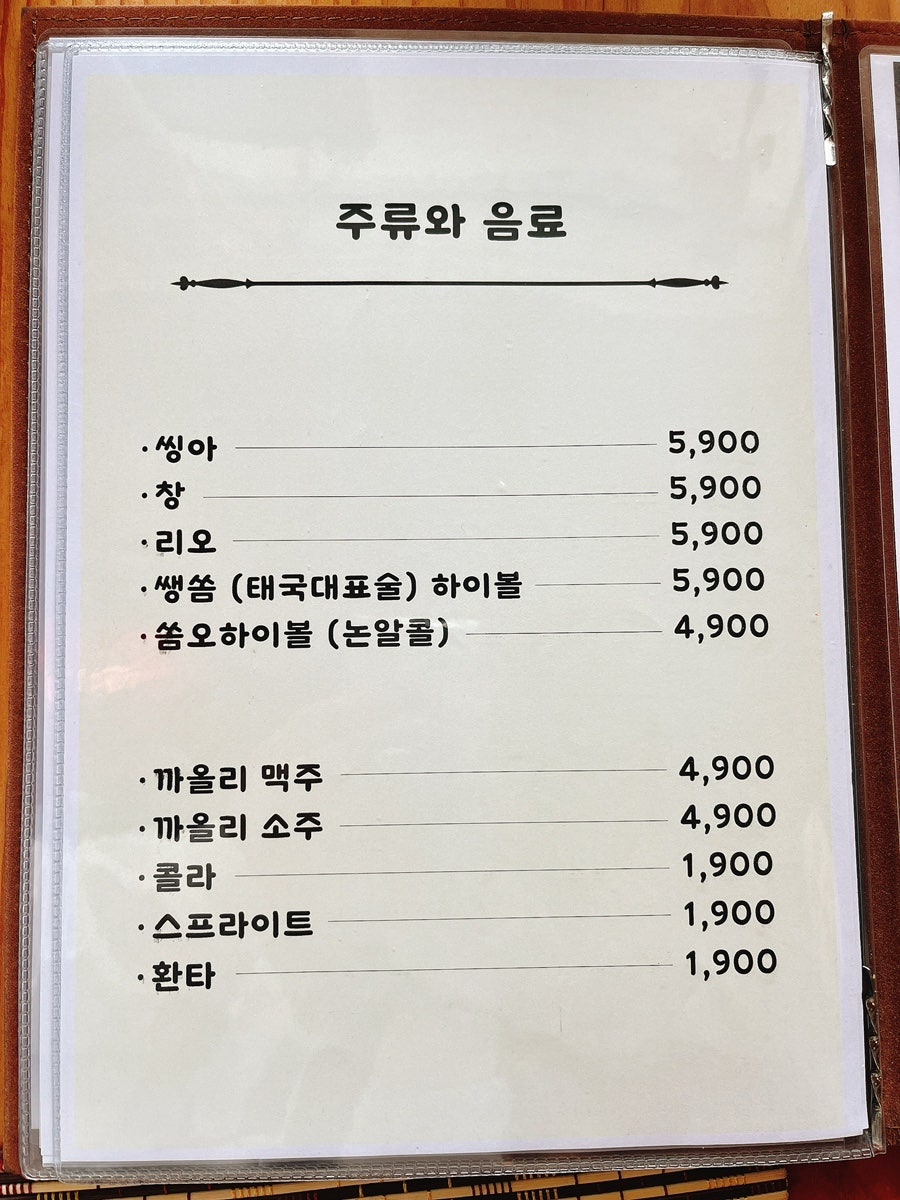 주류와 음료
· 씽아 5,900
· 창 5,900
· 리오 5,900
· 쌩쏨 (태국대표술) 하이볼 5,900
· 쏨오하이볼 (논알콜) 4,900
· 까올리 맥주 4,900
· 까올리 소주 4,900
· 콜라 1,900
· 스프라이트 1,900
· 환타 1,900